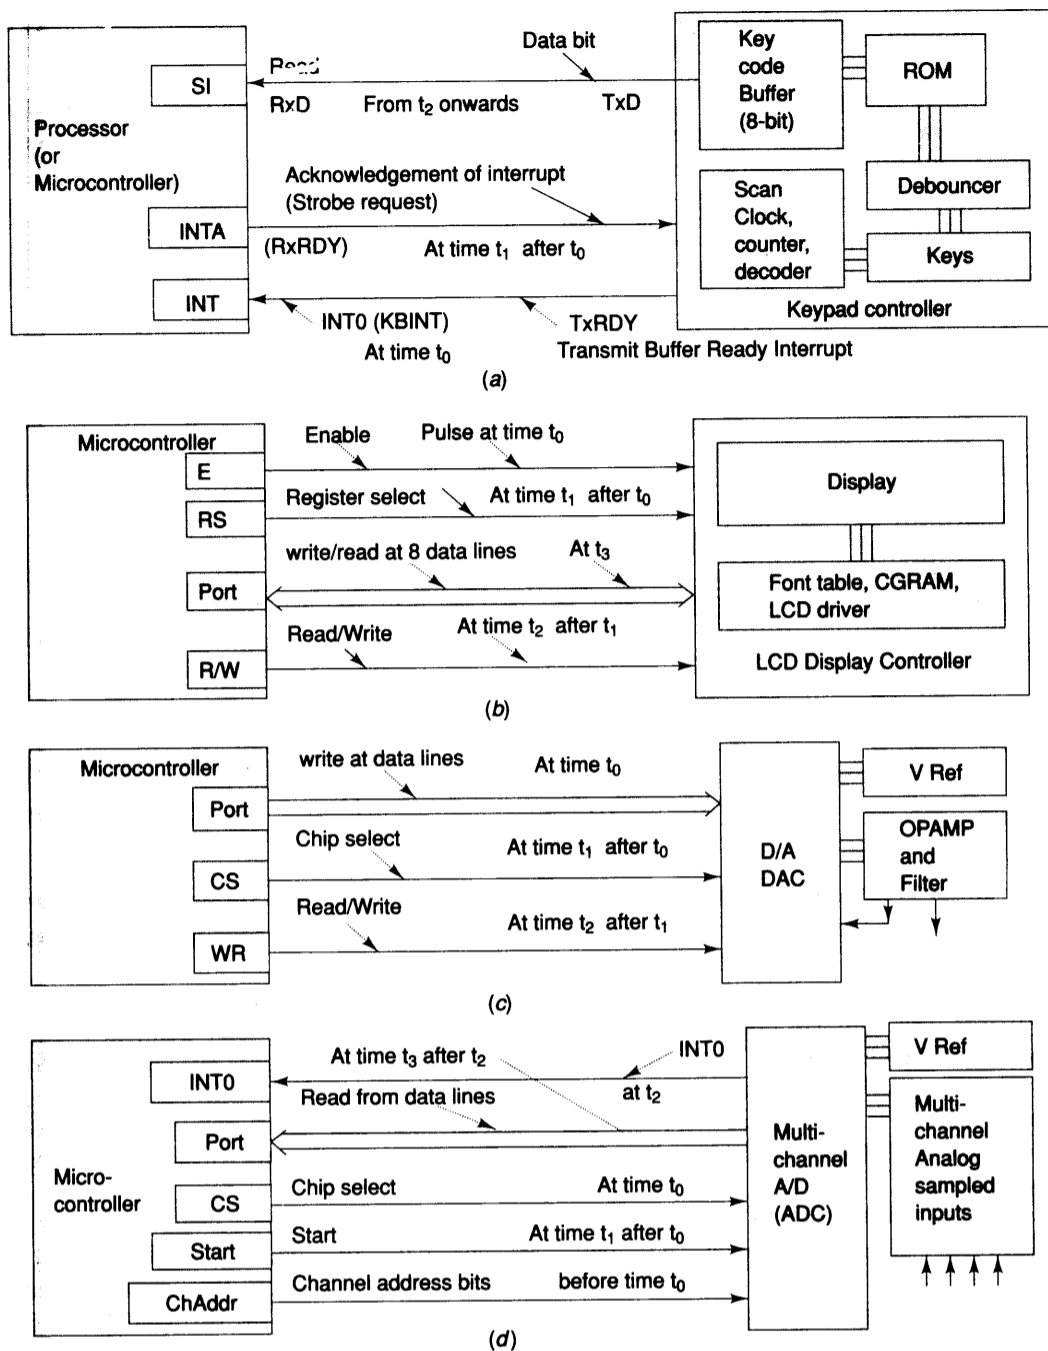 Data bit
Read
SI
RxD
From t₂ onwards
TxD
Key
code
Buffer
(8-bit)
ROM
Processor
(or
Microcontroller)
Acknowledgement of interrupt
(Strobe request)
INTA
(RxRDY)
At time t₁ after t₀
Scan
Clock,
counter,
decoder
Debouncer
Keys
INT
INT0 (KBINT)
At time t₀
TxRDY
Transmit Buffer Ready Interrupt
Keypad controller
(a)
Microcontroller
E
Enable
Pulse at time t₀
RS
Register select
At time t₁ after t₀
Port
write/read at 8 data lines
At t₃
R/W
Read/Write
At time t₂ after t₁
Display
Font table, CGRAM,
LCD driver
LCD Display Controller
(b)
Microcontroller
Port
write at data lines
At time t₀
CS
Chip select
At time t₁ after t₀
WR
Read/Write
At time t₂ after t₁
D/A
DAC
V Ref
OPAMP
and
Filter
(c)
Micro-
controller
INT0
At time t₃ after t₂
INT0
at t₂
Port
Read from data lines
CS
Chip select
At time t₀
Start
Start
At time t₁ after t₀
ChAddr
Channel address bits
before time t₀
Multi-
channel
A/D
(ADC)
V Ref
Multi-
channel
Analog
sampled
inputs
(d)